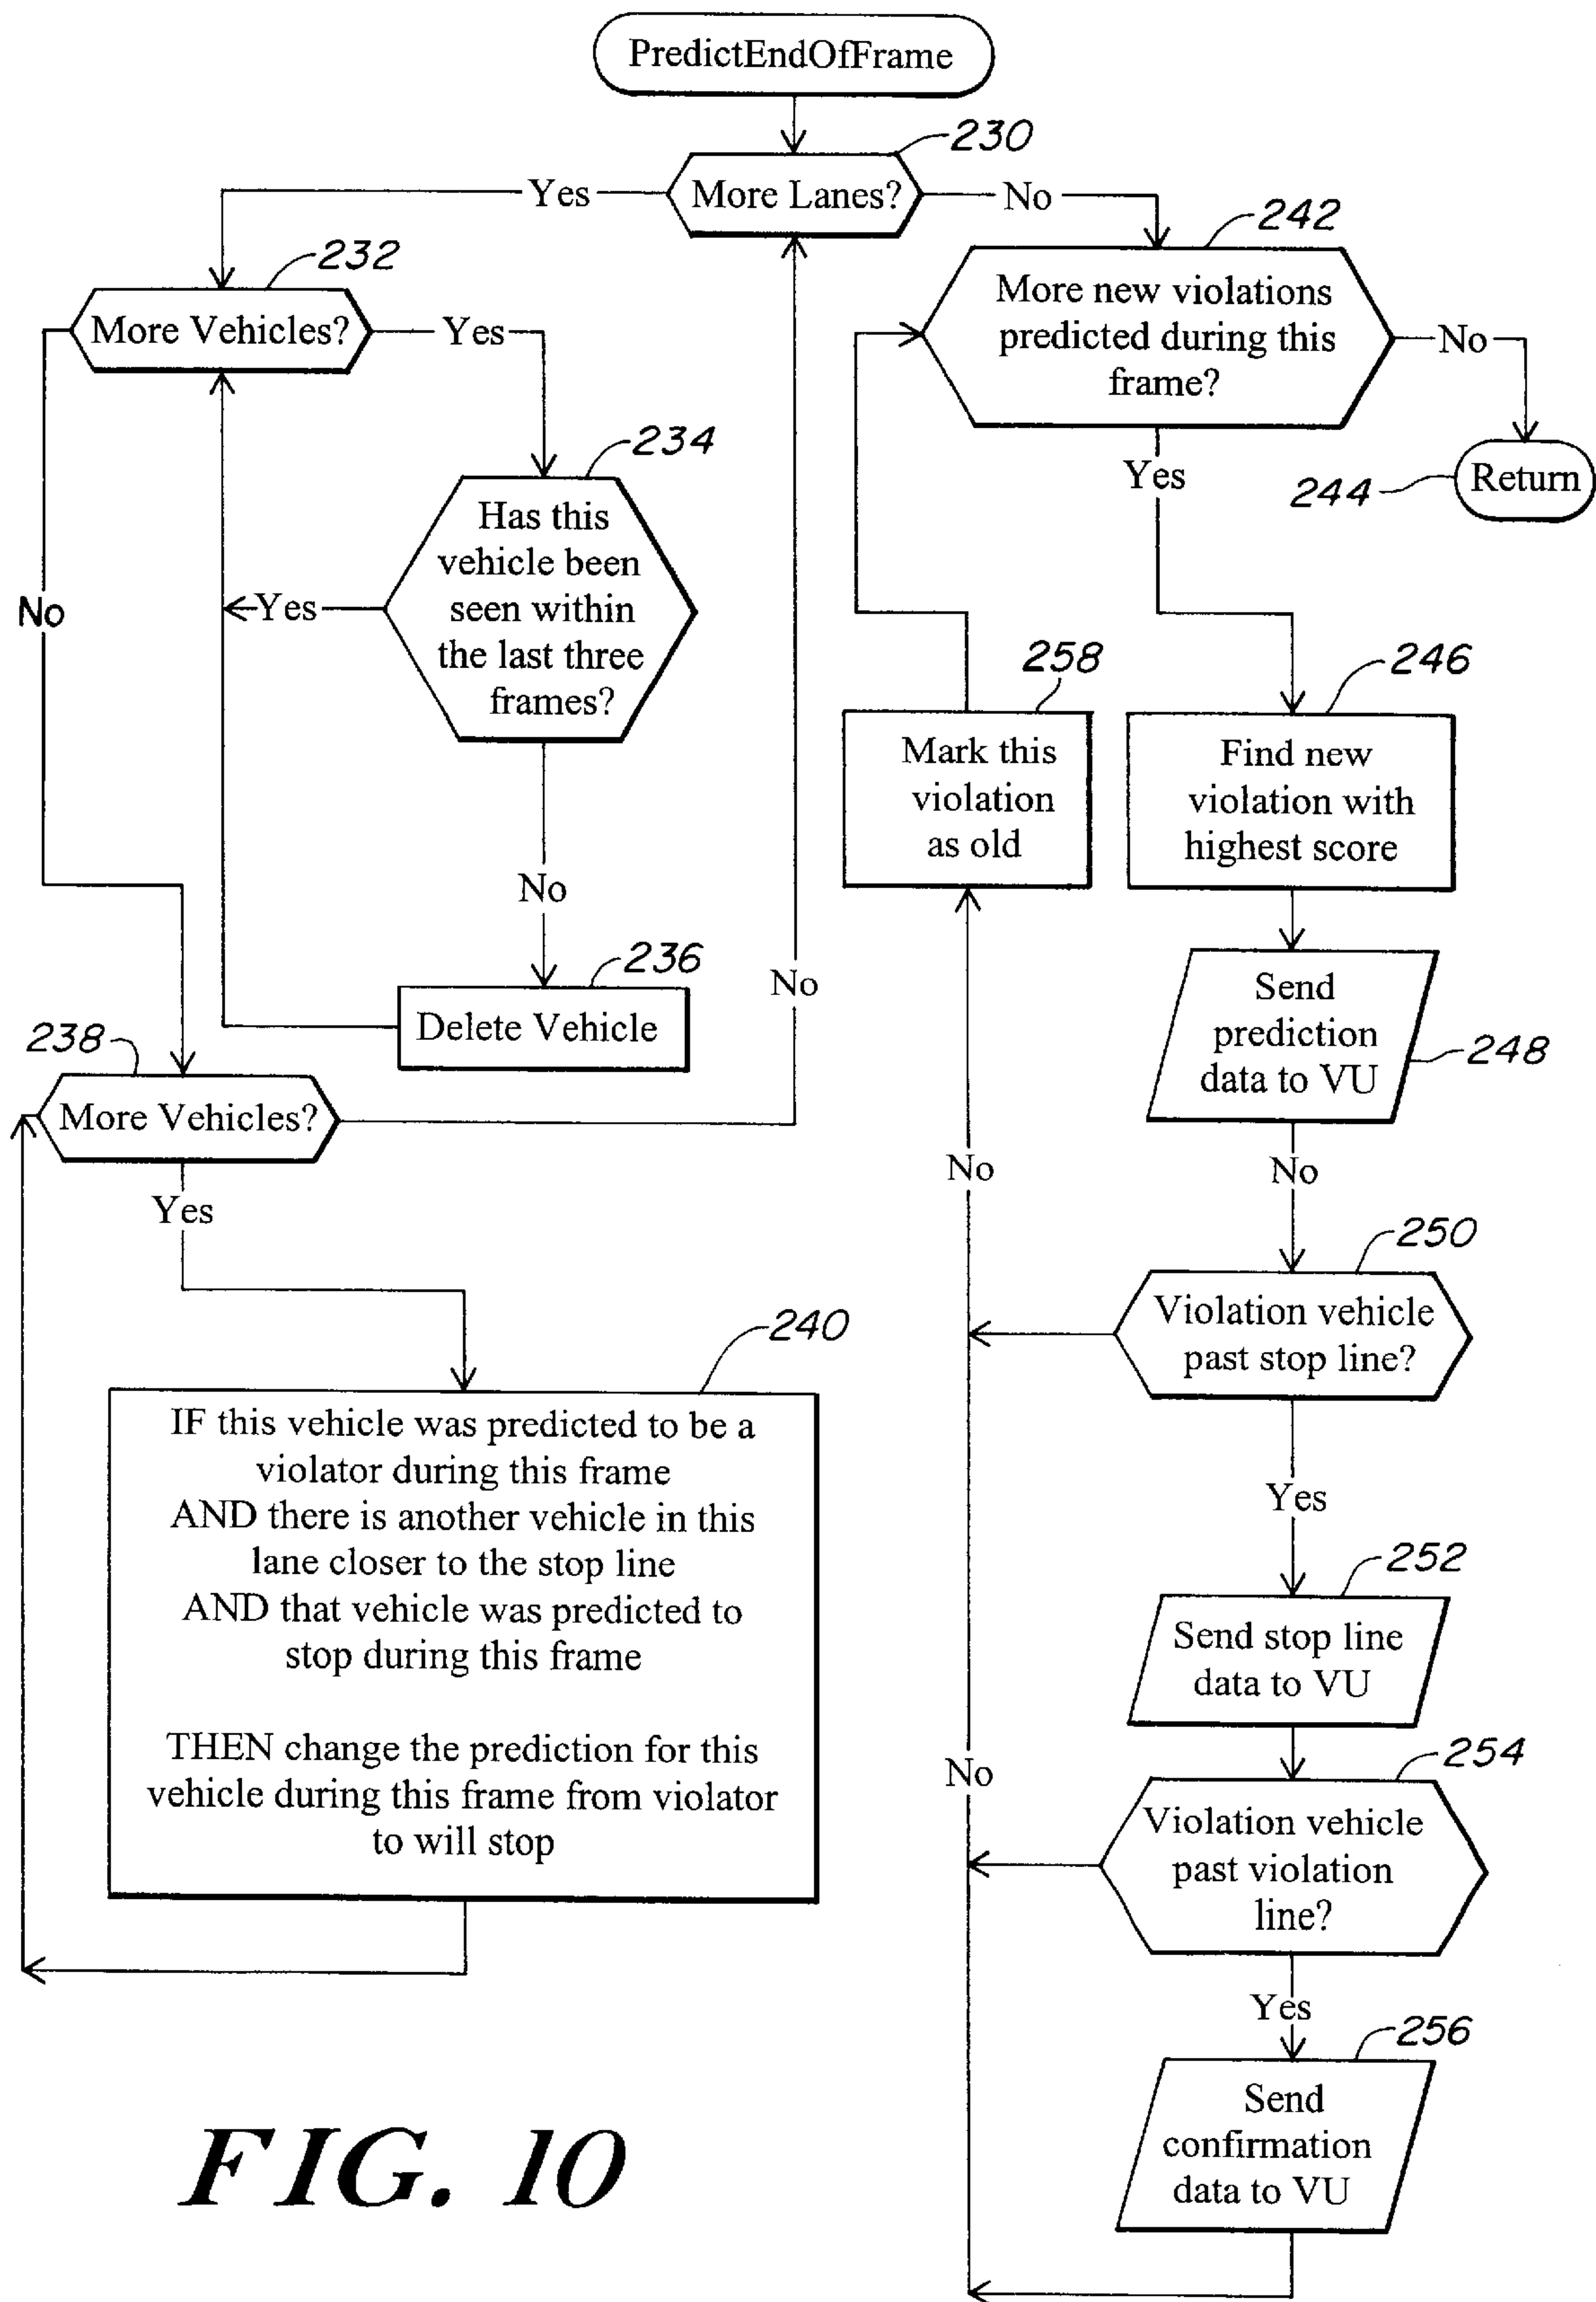 PredictEndOfFrame
230
More Lanes?
Yes
No
242
232
More Vehicles?
Yes
More new violations
predicted during this
frame?
No
244
Return
Yes
234
Has this
vehicle been
seen within
the last three
frames?
Yes
No
No
236
Delete Vehicle
No
238
More Vehicles?
Yes
240
IF this vehicle was predicted to be a
violator during this frame
AND there is another vehicle in this
lane closer to the stop line
AND that vehicle was predicted to
stop during this frame
THEN change the prediction for this
vehicle during this frame from violator
to will stop
258
Mark this
violation
as old
246
Find new
violation with
highest score
Send
prediction
data to VU
248
No
No
250
Violation vehicle
past stop line?
Yes
252
Send stop line
data to VU
No
254
Violation vehicle
past violation
line?
Yes
256
Send
confirmation
data to VU
FIG. 10